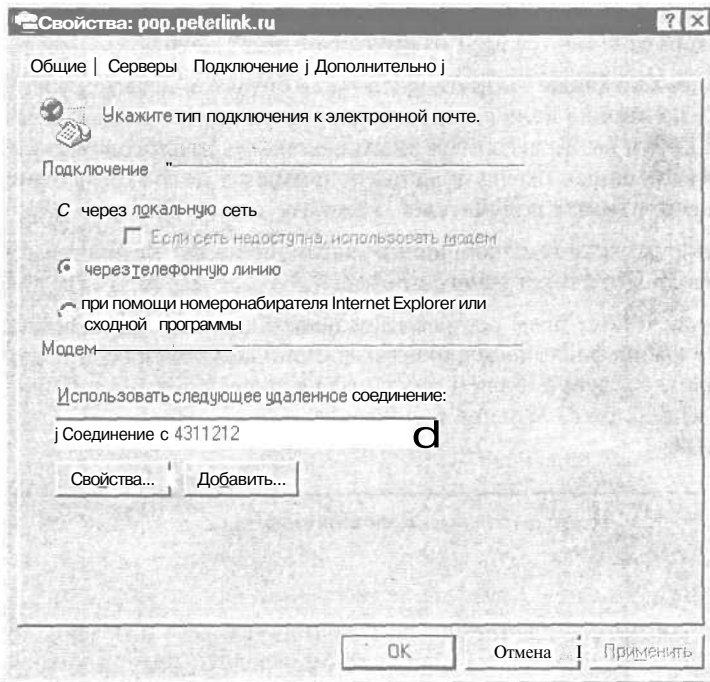 Свойства: pop.peterlink.ru
Общие | Серверы Подключение j Дополнительно j
Укажите тип подключения к электронной почте.
Подключение "
С через локальную сеть
Если сеть недоступна, использовать модем
через телефонную линию
при помощи номеронабирателя Internet Explorer или
сходной программы
Модем
Использовать следующее удаленное соединение:
j Соединение с 4311212 d
Свойства... Добавить...
OK Отмена I Применить